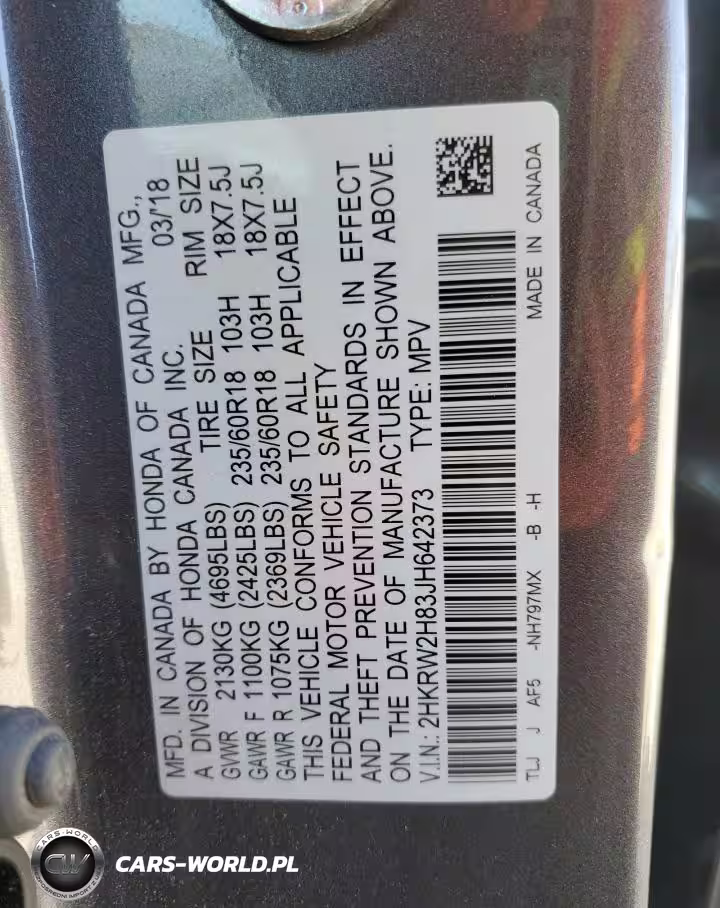 MFD. IN CANADA BY HONDA OF CANADA MFG.,
A DIVISION OF HONDA CANADA INC. 03/'18
GVWR 2130KG (4695LBS) TIRE SIZE RIM SIZE
GAWR F 1100KG (2425LBS) 235/60R18 103H 18X7.5J
GAWR R 1075KG (2369LBS) 235/60R18 103H 18X7.5J
THIS VEHICLE CONFORMS TO ALL APPLICABLE
FEDERAL MOTOR VEHICLE SAFETY
AND THEFT PREVENTION STANDARDS IN EFFECT
ON THE DATE OF MANUFACTURE SHOWN ABOVE.
V.I.N.: 2HKRW2H83JH642373 TYPE: MPV
TLJ J AF5 -NH797MX -B -H MADE IN CANADA
CARS-WORLD
CW
CARS-WORLD.PL